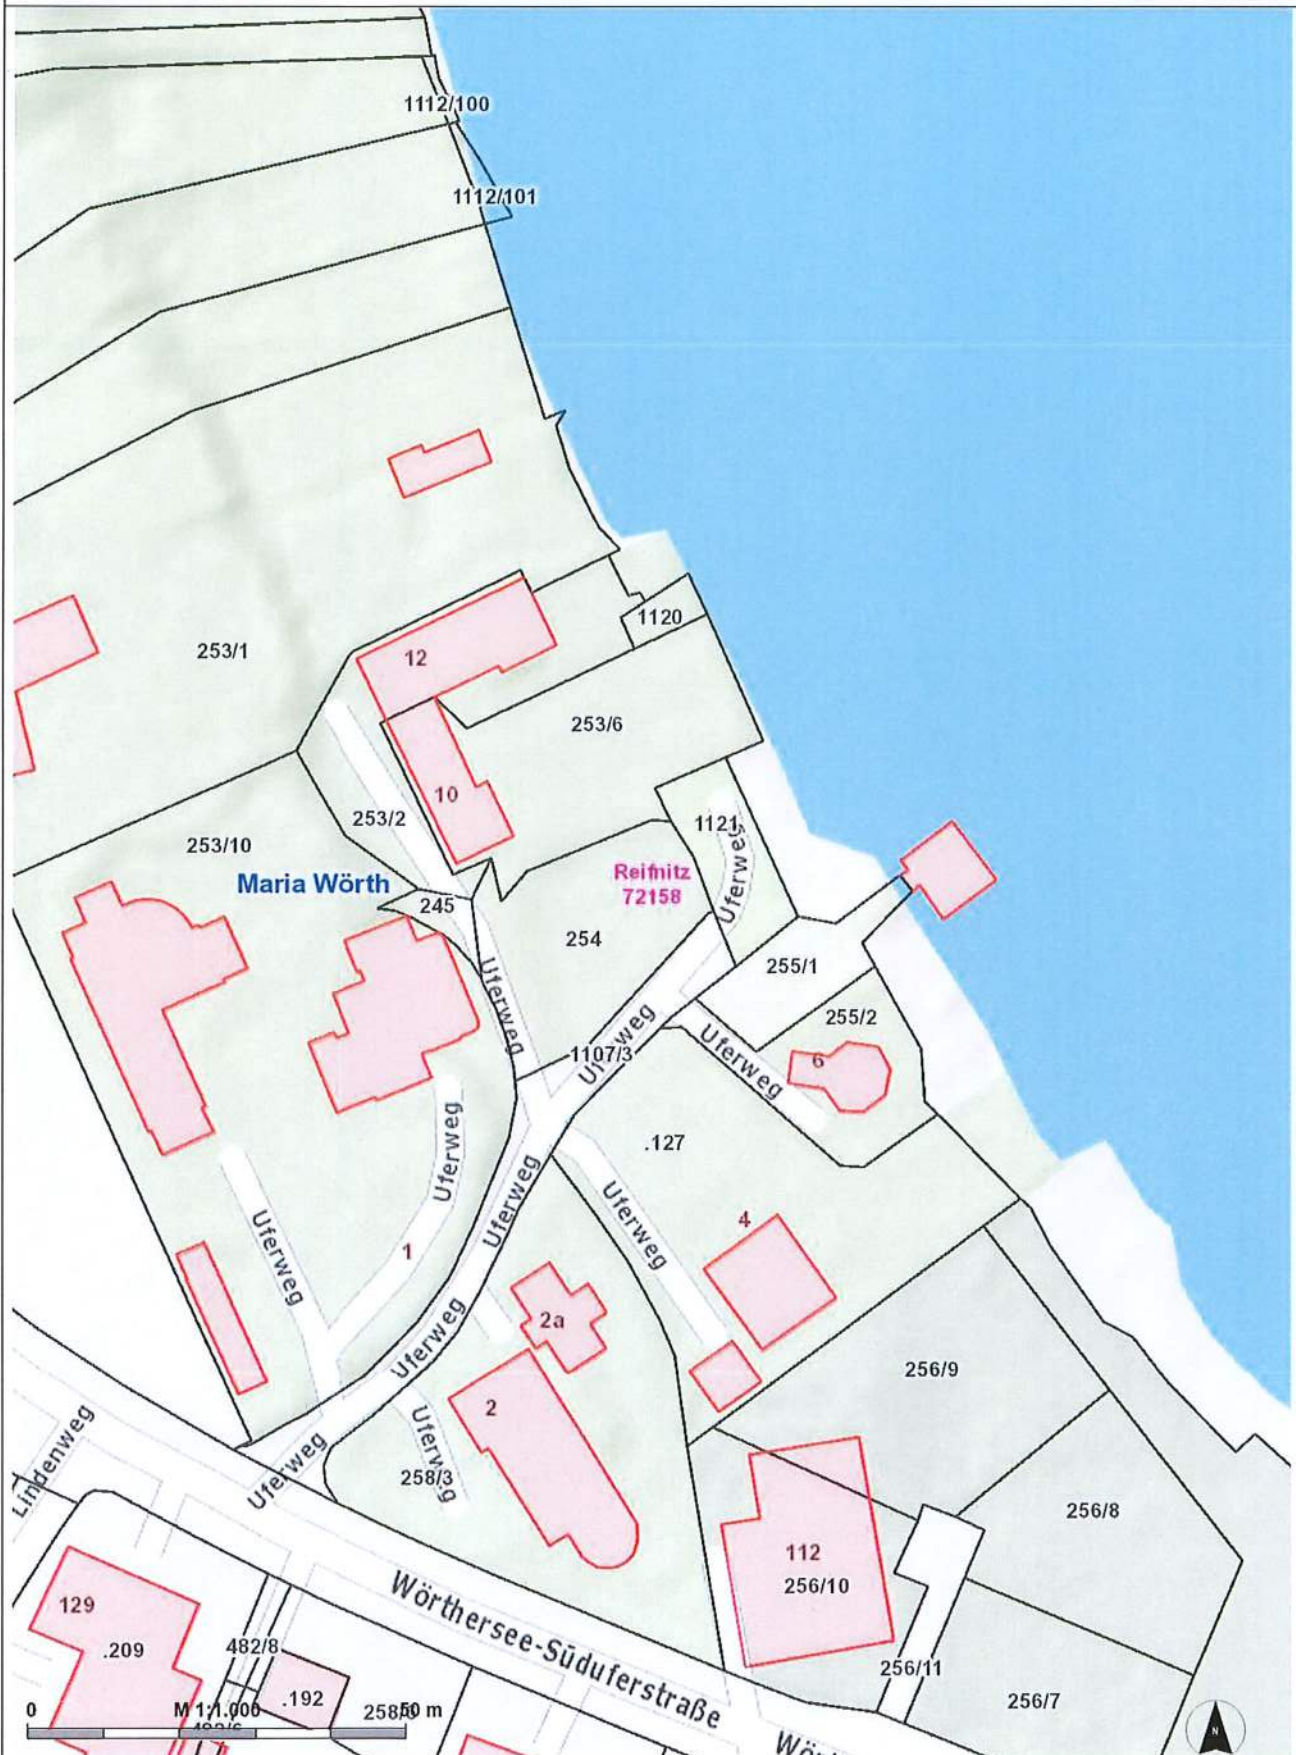 1112/100
1112/101
1120
253/1
12
253/6
10
253/2
1121
253/10
Uferweg
Reifnitz
72158
Maria Wörth
245
254
255/1
Uferweg
255/2
Uferweg
1107/3
Uferweg
6
.127
Uferweg
Uferweg
Uferweg
4
Uferweg
1
2a
Uferweg
256/9
2
Lindenweg
Uferweg
Uferweg
258/3
256/8
112
256/10
Wörthersee-Süduferstraße
129
.209
482/8
256/11
256/7
.192
0
M 1:1.000
50 m
N